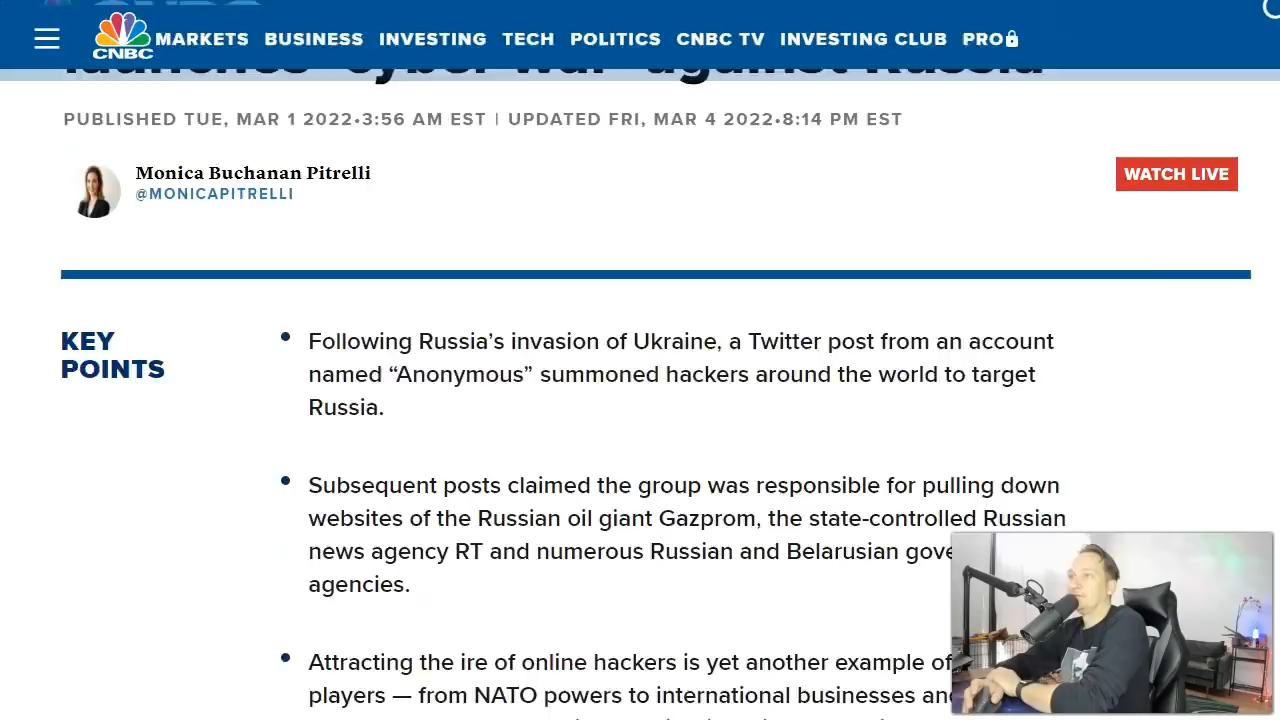 CNBC
MARKETS BUSINESS INVESTING TECH POLITICS CNBC TV INVESTING CLUB PRO
launches ‘cyber war’ against Russia
PUBLISHED TUE, MAR 1 2022•3:56 AM EST | UPDATED FRI, MAR 4 2022•8:14 PM EST
Monica Buchanan Pitrelli
@MONICAPITRELLI
WATCH LIVE
KEY
POINTS
• Following Russia’s invasion of Ukraine, a Twitter post from an account
named “Anonymous” summoned hackers around the world to target
Russia.
• Subsequent posts claimed the group was responsible for pulling down
websites of the Russian oil giant Gazprom, the state-controlled Russian
news agency RT and numerous Russian and Belarusian gove
agencies.
• Attracting the ire of online hackers is yet another example of
players — from NATO powers to international businesses and